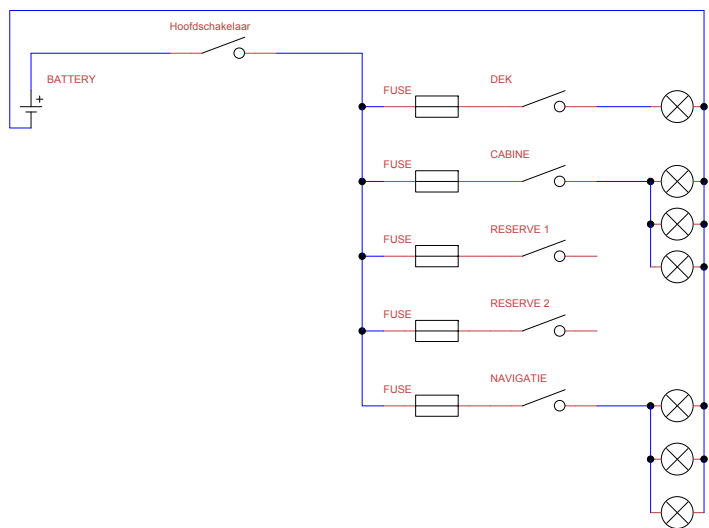 Hoofdschakelaar
BATTERY
+
FUSE
DEK
FUSE
CABINE
FUSE
RESERVE 1
FUSE
RESERVE 2
FUSE
NAVIGATIE